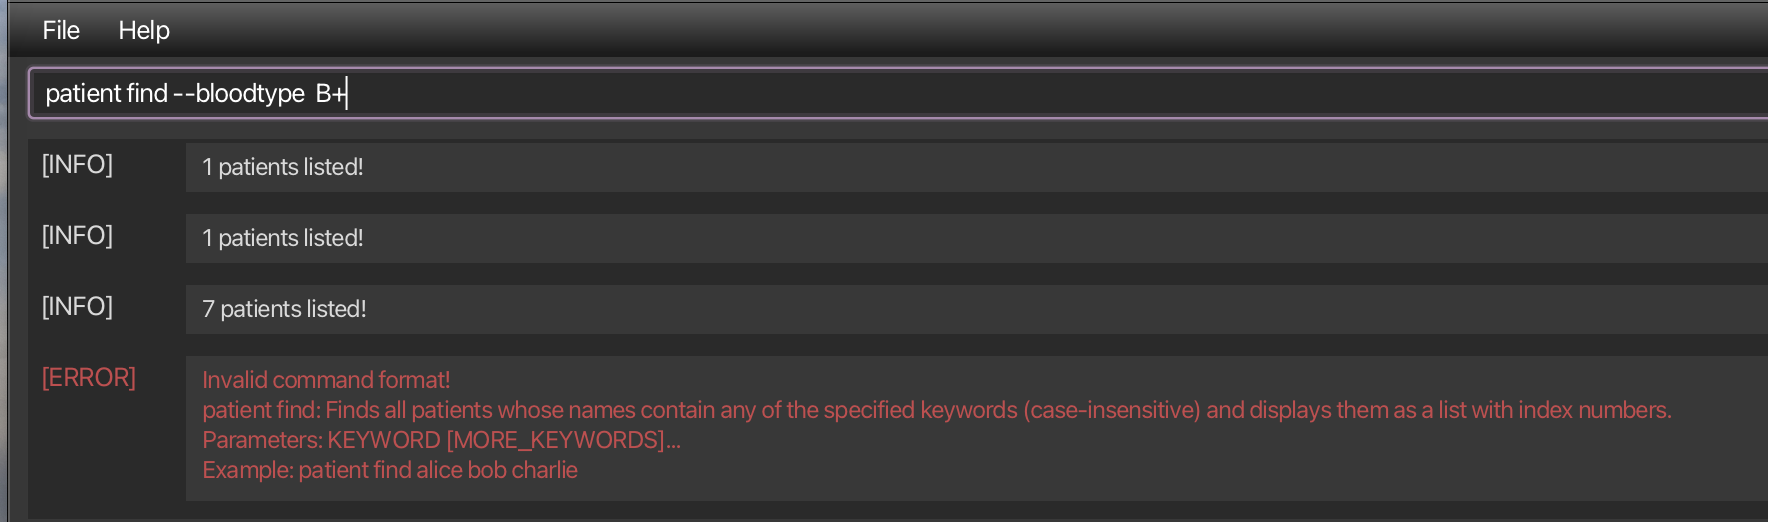 File Help
patient find --bloodtype  B+
[INFO] 1 patients listed!
[INFO] 1 patients listed!
[INFO] 7 patients listed!
[ERROR] Invalid command format!
patient find: Finds all patients whose names contain any of the specified keywords (case-insensitive) and displays them as a list with index numbers.
Parameters: KEYWORD [MORE_KEYWORDS]...
Example: patient find alice bob charlie